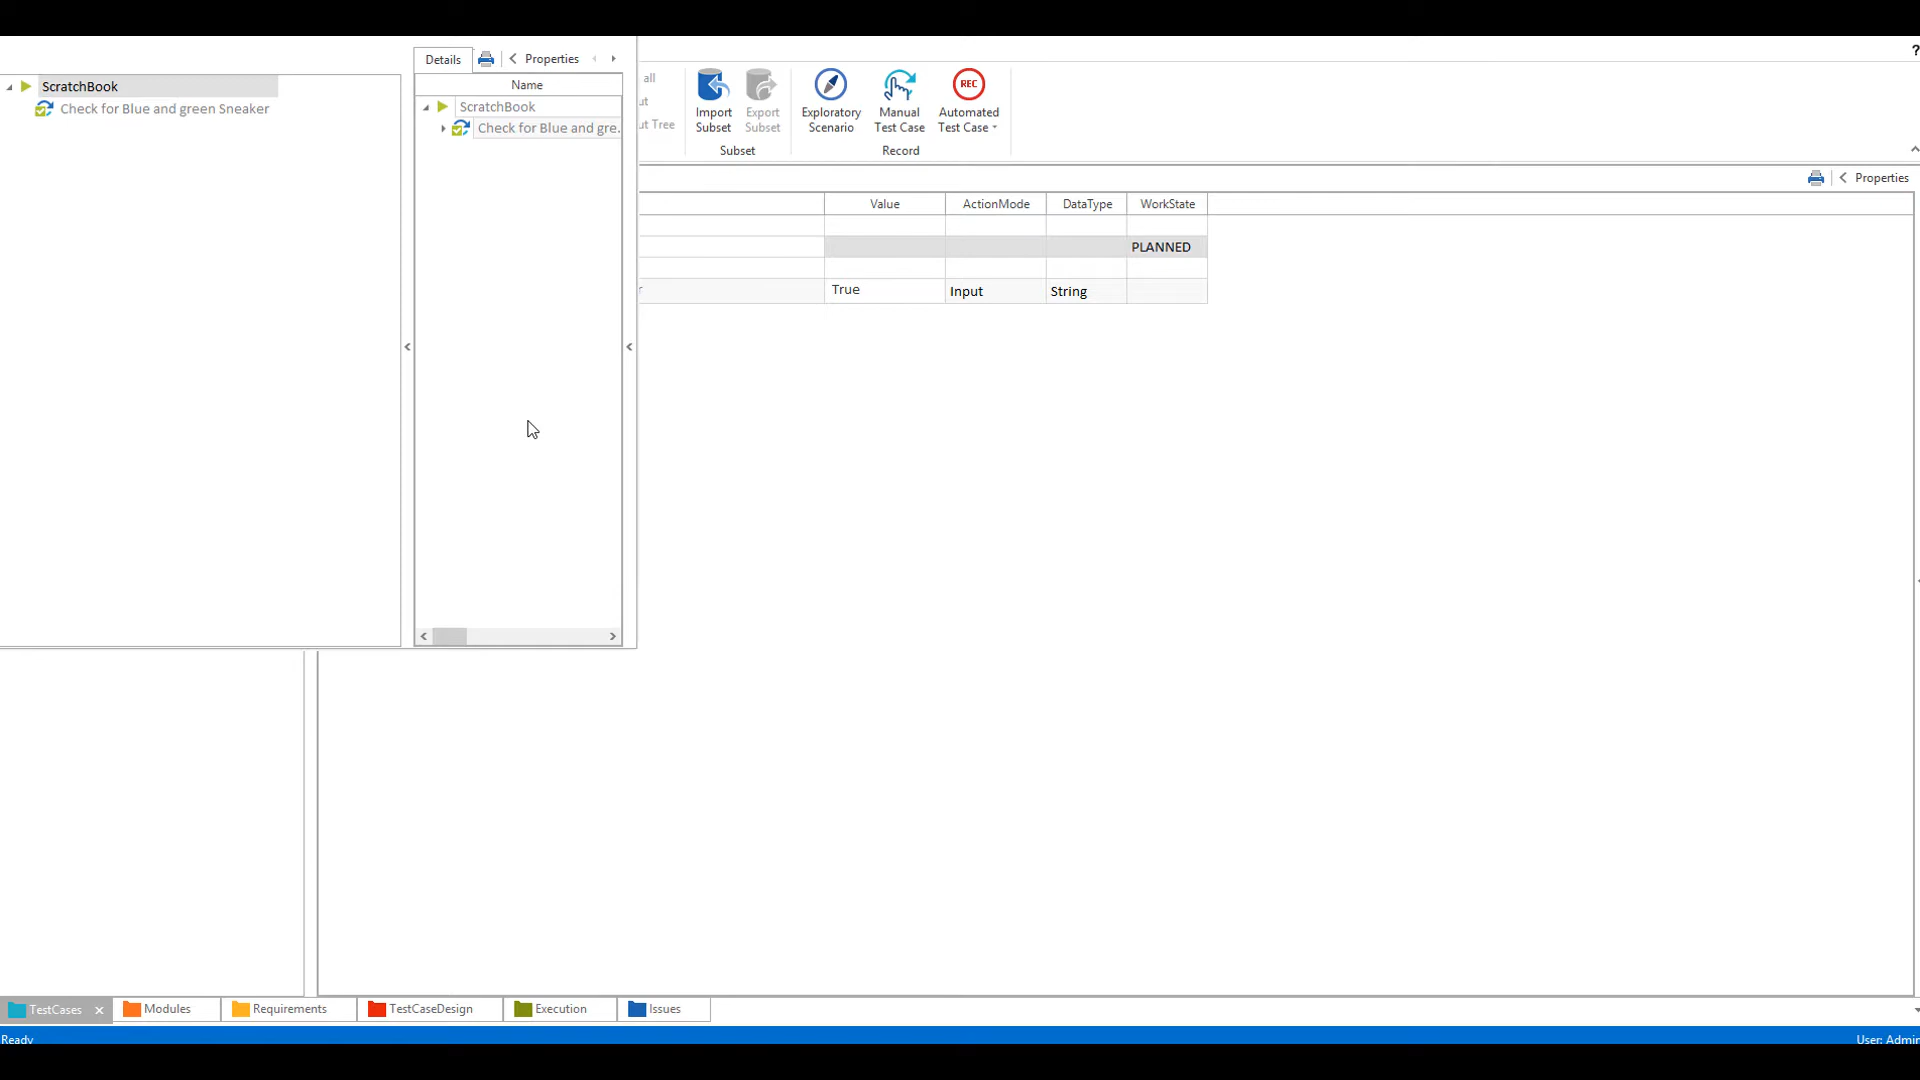 ?
Details
Properties
Name
ScratchBook
Check for Blue and green Sneaker
ScratchBook
Check for Blue and gre.
all
ut Tree
Import
Subset
Export
Subset
Subset
Exploratory
Scenario
Manual
Test Case
REC
Automated
Test Case
Record
Properties
Value
ActionMode
DataType
WorkState
PLANNED
True
Input
String
TestCases
Modules
Requirements
TestCaseDesign
Execution
Issues
Ready
User: Admin